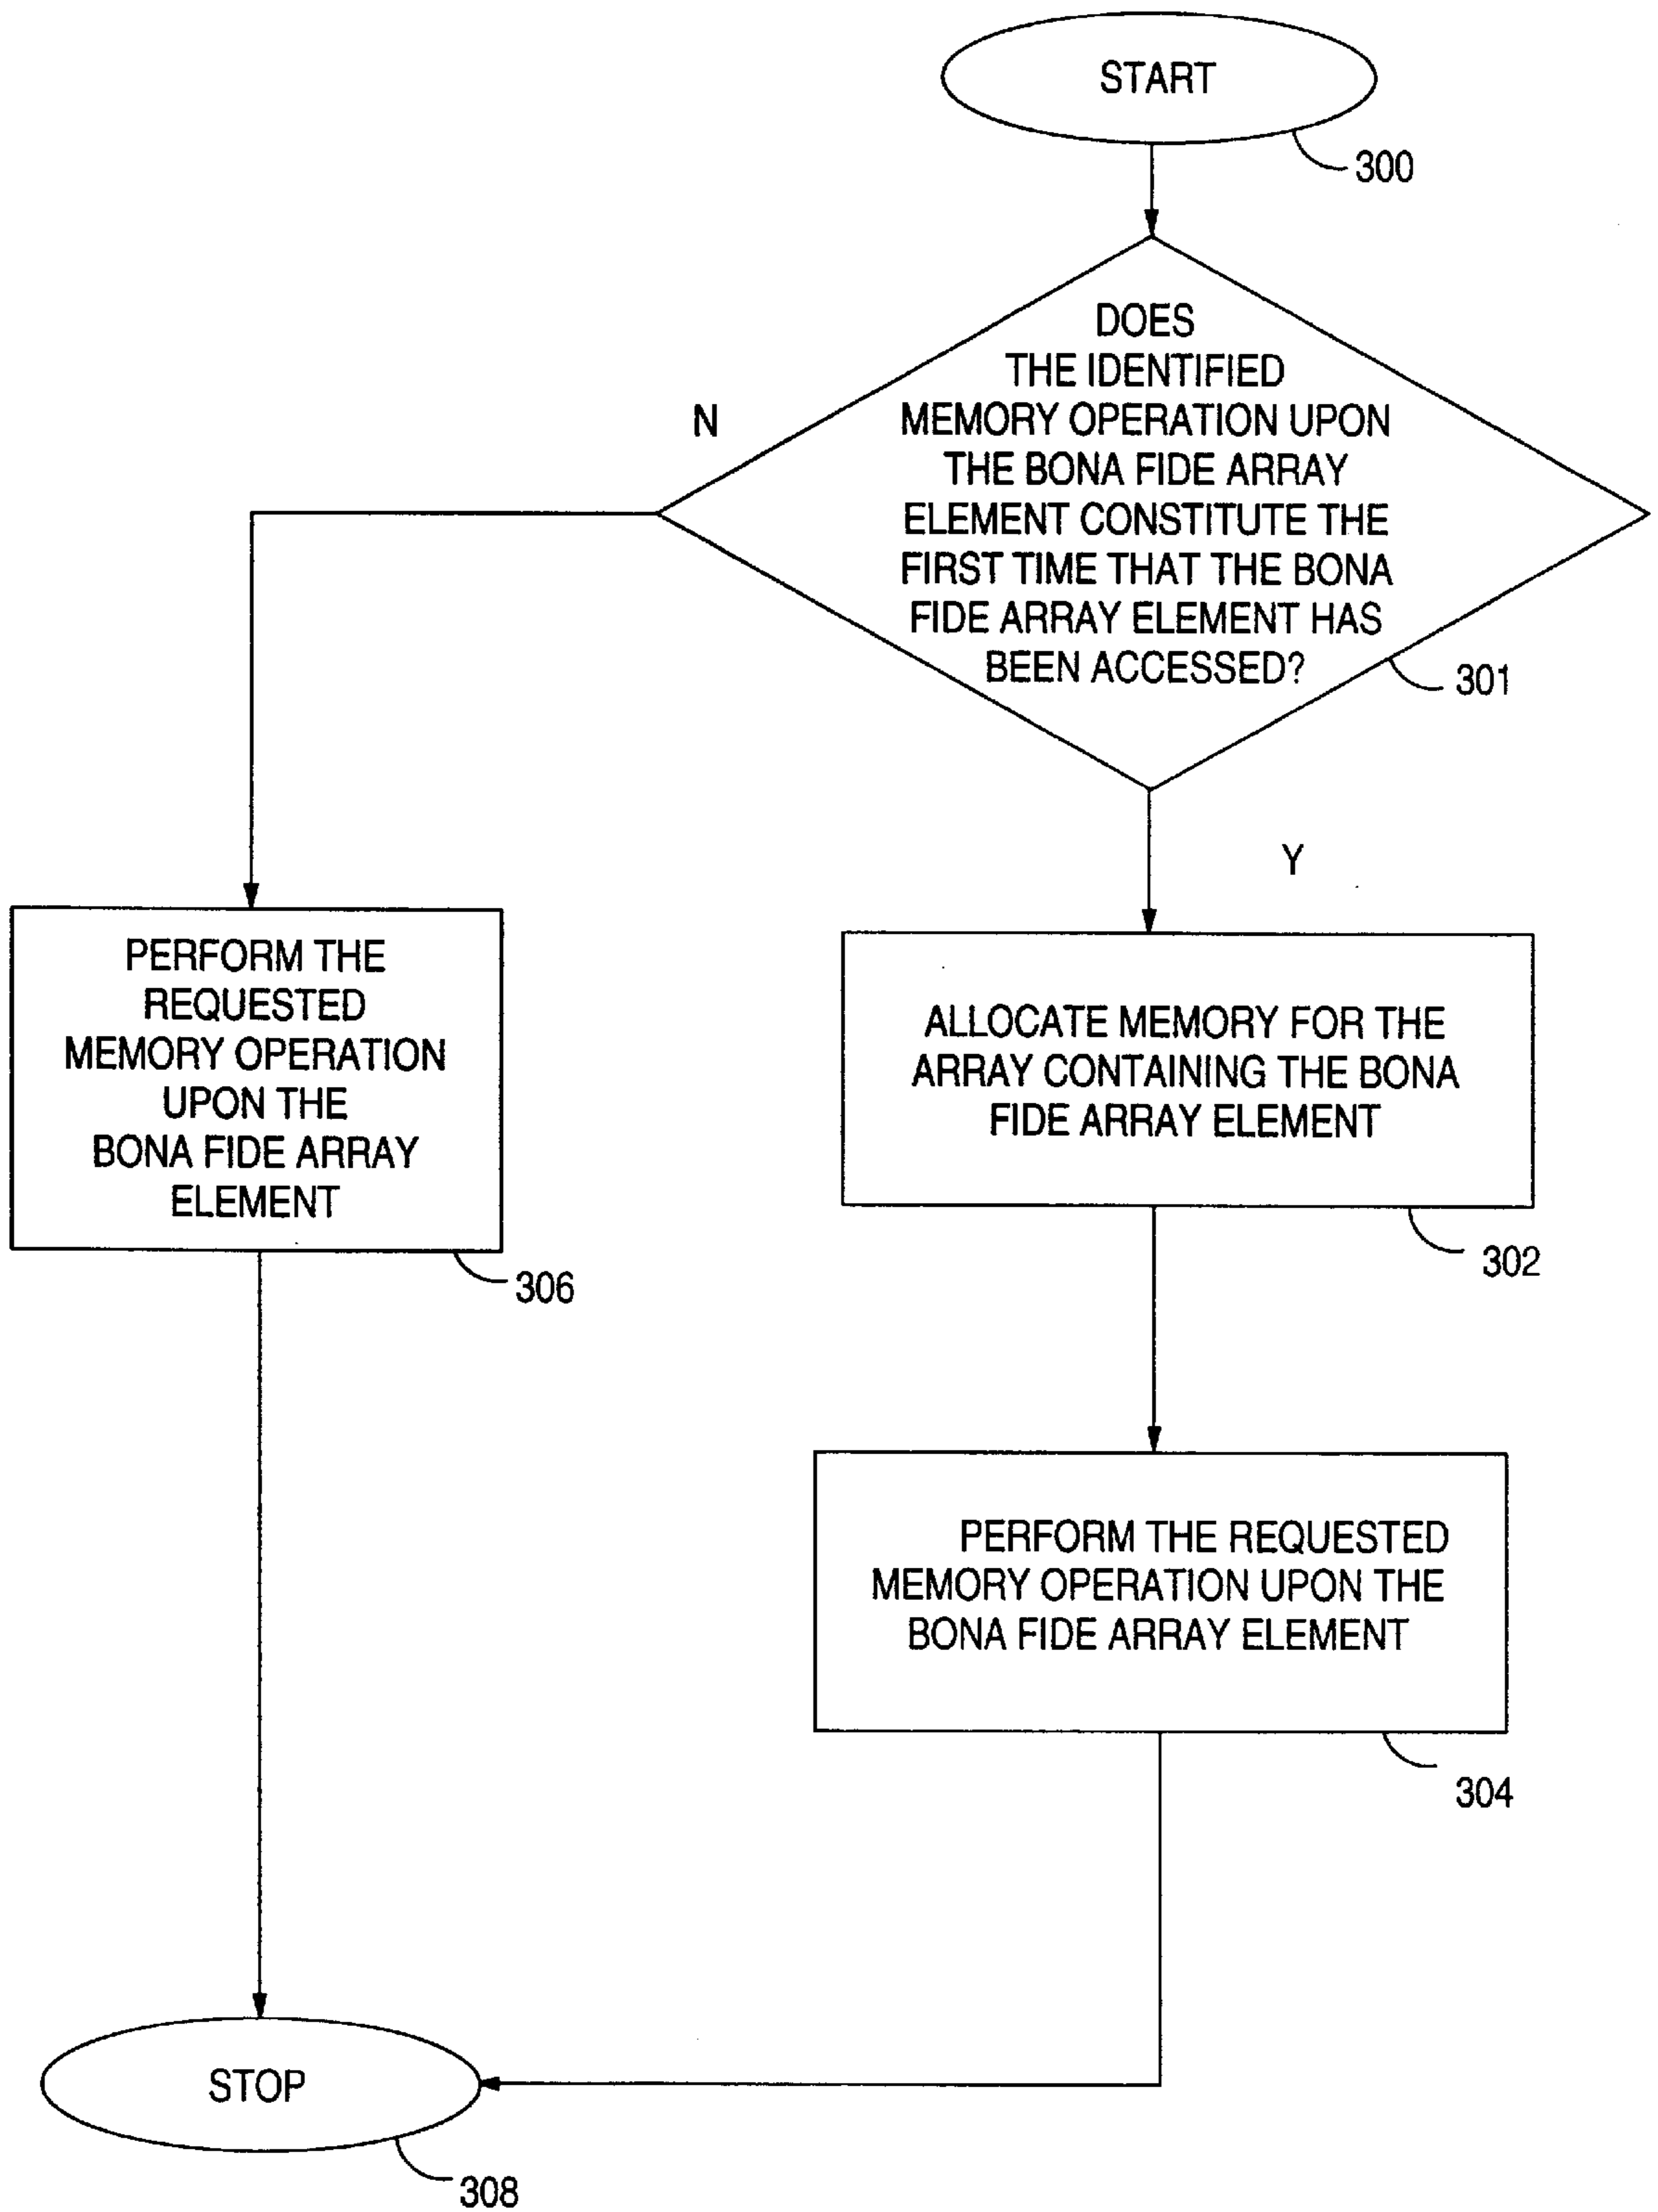 START
300
DOES
THE IDENTIFIED
MEMORY OPERATION UPON
THE BONA FIDE ARRAY
ELEMENT CONSTITUTE THE
FIRST TIME THAT THE BONA
FIDE ARRAY ELEMENT HAS
BEEN ACCESSED?
301
N
Y
PERFORM THE
REQUESTED
MEMORY OPERATION
UPON THE
BONA FIDE ARRAY
ELEMENT
306
ALLOCATE MEMORY FOR THE
ARRAY CONTAINING THE BONA
FIDE ARRAY ELEMENT
302
PERFORM THE REQUESTED
MEMORY OPERATION UPON THE
BONA FIDE ARRAY ELEMENT
304
STOP
308